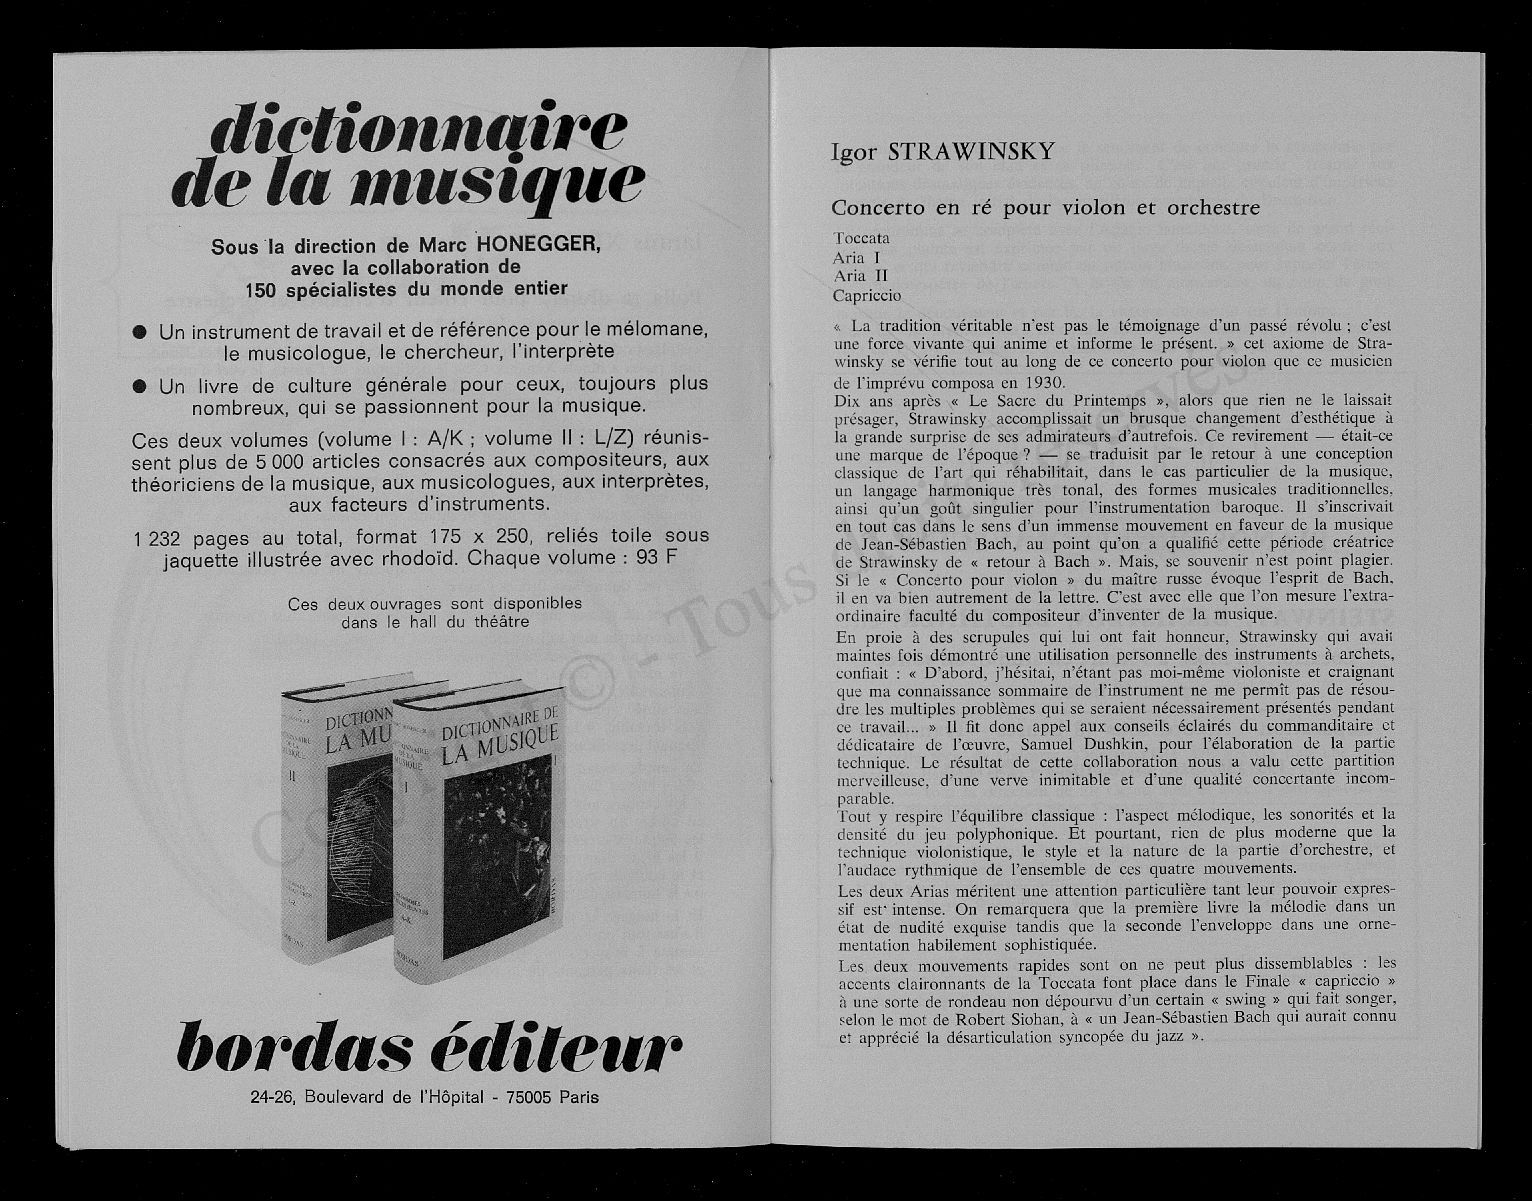 dictionnaire
de la musique
Sous la direction de Marc HONEGGER,
avec la collaboration de
150 spécialistes du monde entier
● Un instrument de travail et de référence pour le mélomane,
le musicologue, le chercheur, l'interprète
● Un livre de culture générale pour ceux, toujours plus
nombreux, qui se passionnent pour la musique.
Ces deux volumes (volume I : A/K ; volume II : L/Z) réunis-
sent plus de 5 000 articles consacrés aux compositeurs, aux
théoriciens de la musique, aux musicologues, aux interprètes,
aux facteurs d'instruments.
1 232 pages au total, format 175 x 250, reliés toile sous
jaquette illustrée avec rhodoïd. Chaque volume : 93 F
Ces deux ouvrages sont disponibles
dans le hall du théâtre
DICTIONN
LA MU
II
DICTIONNAIRE DE
LA MUSIQUE
I
bordas éditeur
24-26, Boulevard de l'Hôpital - 75005 Paris
Igor STRAWINSKY
Concerto en ré pour violon et orchestre
Toccata
Aria I
Aria II
Capriccio
« La tradition véritable n'est pas le témoignage d'un passé révolu ; c'est
une force vivante qui anime et informe le présent. » cet axiome de Stra-
winsky se vérifie tout au long de ce concerto pour violon que ce musicien
de l'imprévu composa en 1930.
Dix ans après « Le Sacre du Printemps », alors que rien ne le laissait
présager, Strawinsky accomplissait un brusque changement d'esthétique à
la grande surprise de ses admirateurs d'autrefois. Ce revirement — était-ce
une marque de l'époque ? — se traduisit par le retour à une conception
classique de l'art qui réhabilitait, dans le cas particulier de la musique,
un langage harmonique très tonal, des formes musicales traditionnelles,
ainsi qu'un goût singulier pour l'instrumentation baroque. Il s'inscrivait
en tout cas dans le sens d'un immense mouvement en faveur de la musique
de Jean-Sébastien Bach, au point qu'on a qualifié cette période créatrice
de Strawinsky de « retour à Bach ». Mais, se souvenir n'est point plagier.
Si le « Concerto pour violon » du maître russe évoque l'esprit de Bach,
il en va bien autrement de la lettre. C'est avec elle que l'on mesure l'extra-
ordinaire faculté du compositeur d'inventer de la musique.
En proie à des scrupules qui lui ont fait honneur, Strawinsky qui avait
maintes fois démontré une utilisation personnelle des instruments à archets,
confiait : « D'abord, j'hésitai, n'étant pas moi-même violoniste et craignant
que ma connaissance sommaire de l'instrument ne me permît pas de résou-
dre les multiples problèmes qui se seraient nécessairement présentés pendant
ce travail... » Il fit donc appel aux conseils éclairés du commanditaire et
dédicataire de l'œuvre, Samuel Dushkin, pour l'élaboration de la partie
technique. Le résultat de cette collaboration nous a valu cette partition
merveilleuse, d'une verve inimitable et d'une qualité concertante incom-
parable.
Tout y respire l'équilibre classique : l'aspect mélodique, les sonorités et la
densité du jeu polyphonique. Et pourtant, rien de plus moderne que la
technique violonistique, le style et la nature de la partie d'orchestre, et
l'audace rythmique de l'ensemble de ces quatre mouvements.
Les deux Arias méritent une attention particulière tant leur pouvoir expres-
sif est intense. On remarquera que la première livre la mélodie dans un
état de nudité exquise tandis que la seconde l'enveloppe dans une orne-
mentation habilement sophistiquée.
Les deux mouvements rapides sont on ne peut plus dissemblables : les
accents claironnants de la Toccata font place dans le Finale « capriccio »
à une sorte de rondeau non dépourvu d'un certain « swing » qui fait songer,
selon le mot de Robert Siohan, à « un Jean-Sébastien Bach qui aurait connu
et apprécié la désarticulation syncopée du jazz ».